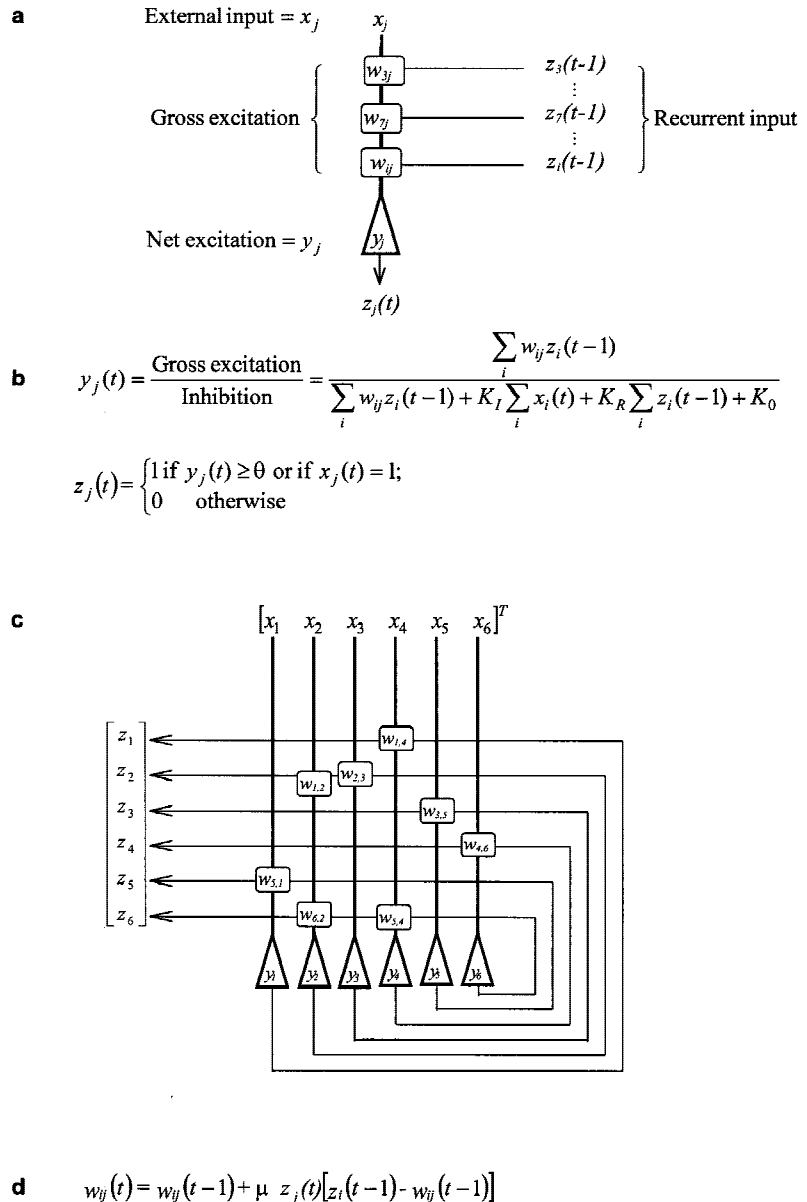 a
External input = x_j x_j
w_3j z_3(t-1)
⋮
Gross excitation w_7j z_7(t-1) Recurrent input
⋮
w_ij z_i(t-1)
Net excitation = y_j y_j
z_j(t)
b y_j(t) = Gross excitation / Inhibition = ∑_i w_ij z_i(t−1) / ∑_i w_ij z_i(t−1) + K_I ∑_i x_i(t) + K_R ∑_i z_i(t−1) + K_0
z_j(t) = { 1 if y_j(t) ≥ θ or if x_j(t) = 1;
0 otherwise
c [x_1 x_2 x_3 x_4 x_5 x_6]^T
z_1 w_1,4
z_2 w_1,2 w_2,3
z_3 w_3,5
z_4 w_4,6
z_5 w_5,1
z_6 w_6,2 w_5,4
y_1 y_2 y_3 y_4 y_5 y_6
d w_ij(t) = w_ij(t−1) + μ z_j(t)[z_i(t−1) - w_ij(t−1)]